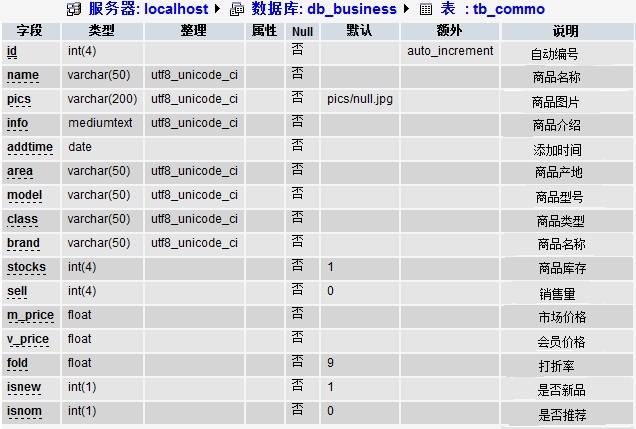 服务器: localhost ▸ 数据库: db_business ▸ 表 : tb_commo
字段 类型 整理 属性 Null 默认 额外 说明
id int(4) 否 auto_increment 自动编号
name varchar(50) utf8_unicode_ci 否 商品名称
pics varchar(200) utf8_unicode_ci 否 pics/null.jpg 商品图片
info mediumtext utf8_unicode_ci 否 商品介绍
addtime date 否 添加时间
area varchar(50) utf8_unicode_ci 否 商品产地
model varchar(50) utf8_unicode_ci 否 商品型号
class varchar(50) utf8_unicode_ci 否 商品类型
brand varchar(50) utf8_unicode_ci 否 商品名称
stocks int(4) 否 1 商品库存
sell int(4) 否 0 销售量
m_price float 否 市场价格
v_price float 否 会员价格
fold float 否 9 打折率
isnew int(1) 否 1 是否新品
isnom int(1) 否 0 是否推荐